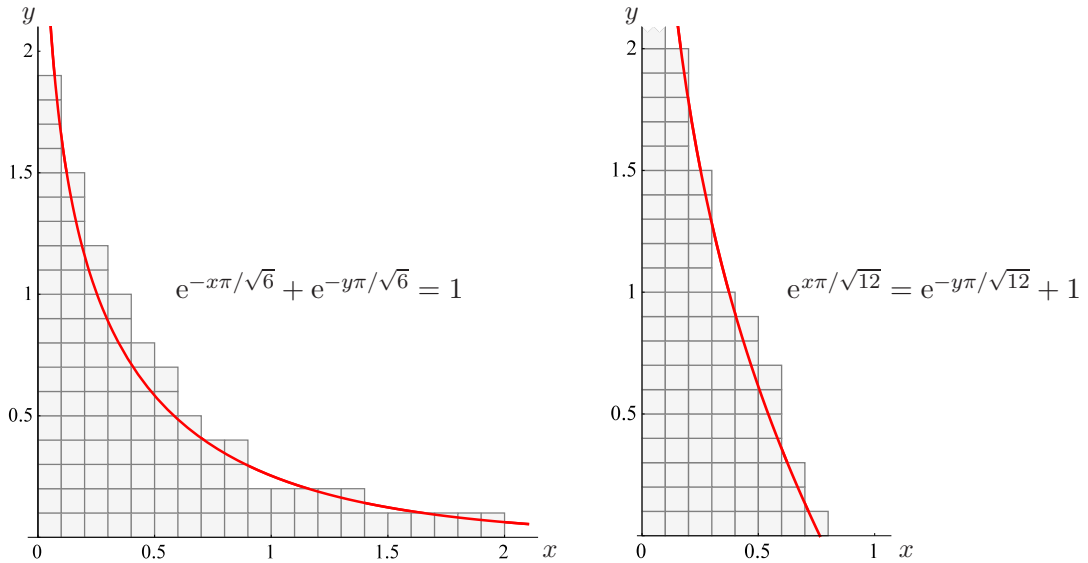 y
2
1.5
1
0.5
0 0.5 1 1.5 2 x
e^{-xπ/√6} + e^{-yπ/√6} = 1
y
2
1.5
1
0.5
0 0.5 1 x
e^{xπ/√12} = e^{-yπ/√12} + 1